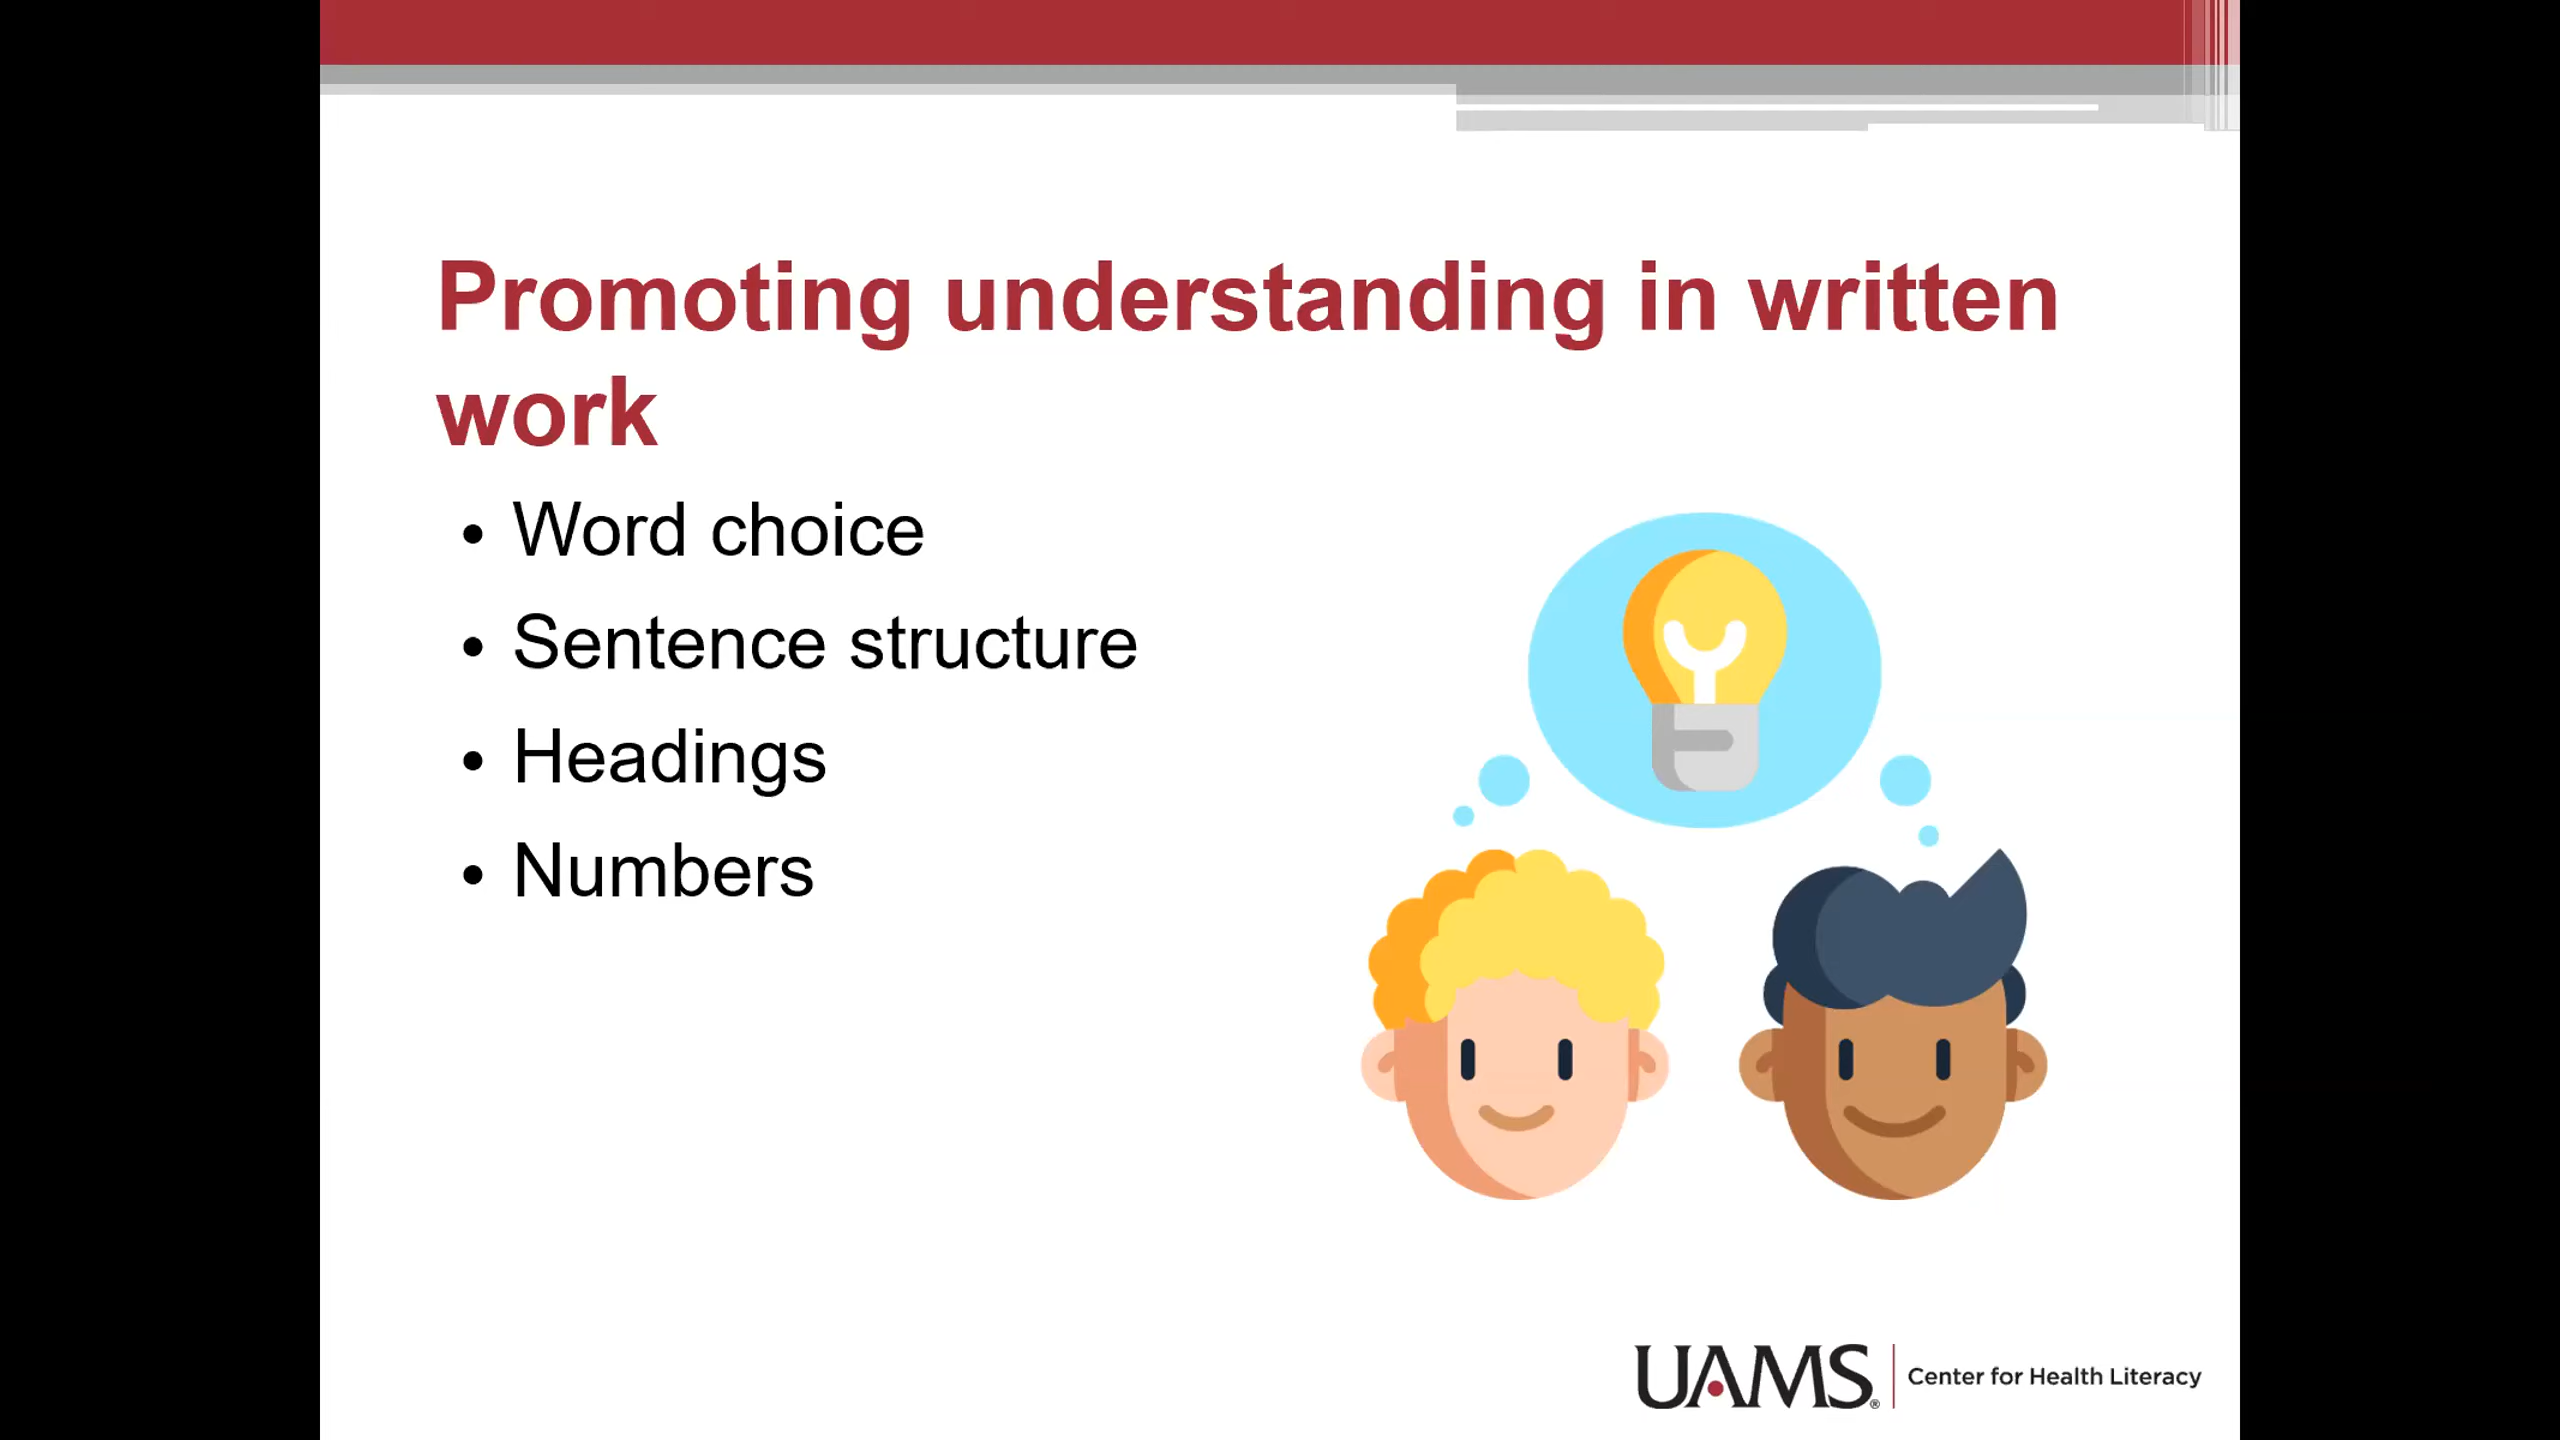 Promoting understanding in written
work
• Word choice
• Sentence structure
• Headings
• Numbers
UAMS® Center for Health Literacy